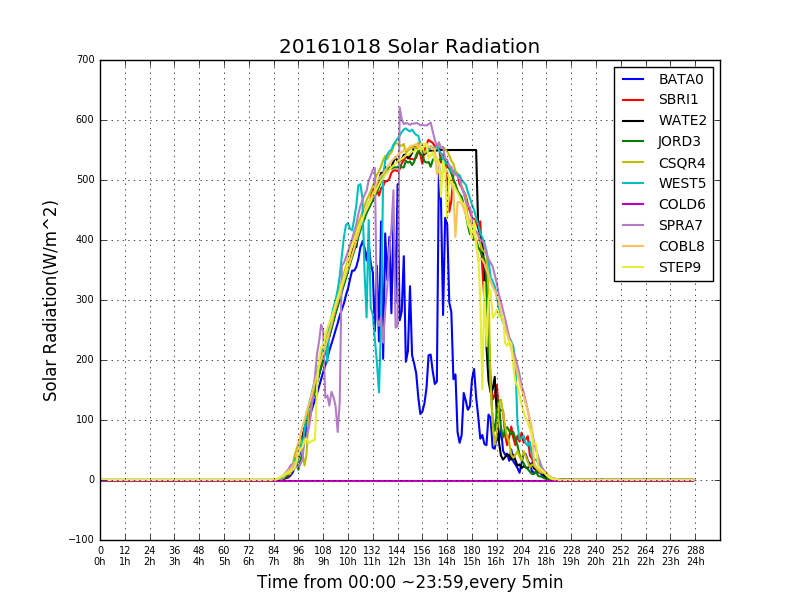 20161018 Solar Radiation
700
600
500
400
300
200
100
0
−100
Solar Radiation(W/m^2)
BATA0
SBRI1
WATE2
JORD3
CSQR4
WEST5
COLD6
SPRA7
COBL8
STEP9
0 12 24 36 48 60 72 84 96 108 120 132 144 156 168 180 192 204 216 228 240 252 264 276 288
0h 1h 2h 3h 4h 5h 6h 7h 8h 9h 10h 11h 12h 13h 14h 15h 16h 17h 18h 19h 20h 21h 22h 23h 24h
Time from 00:00 ~23:59,every 5min